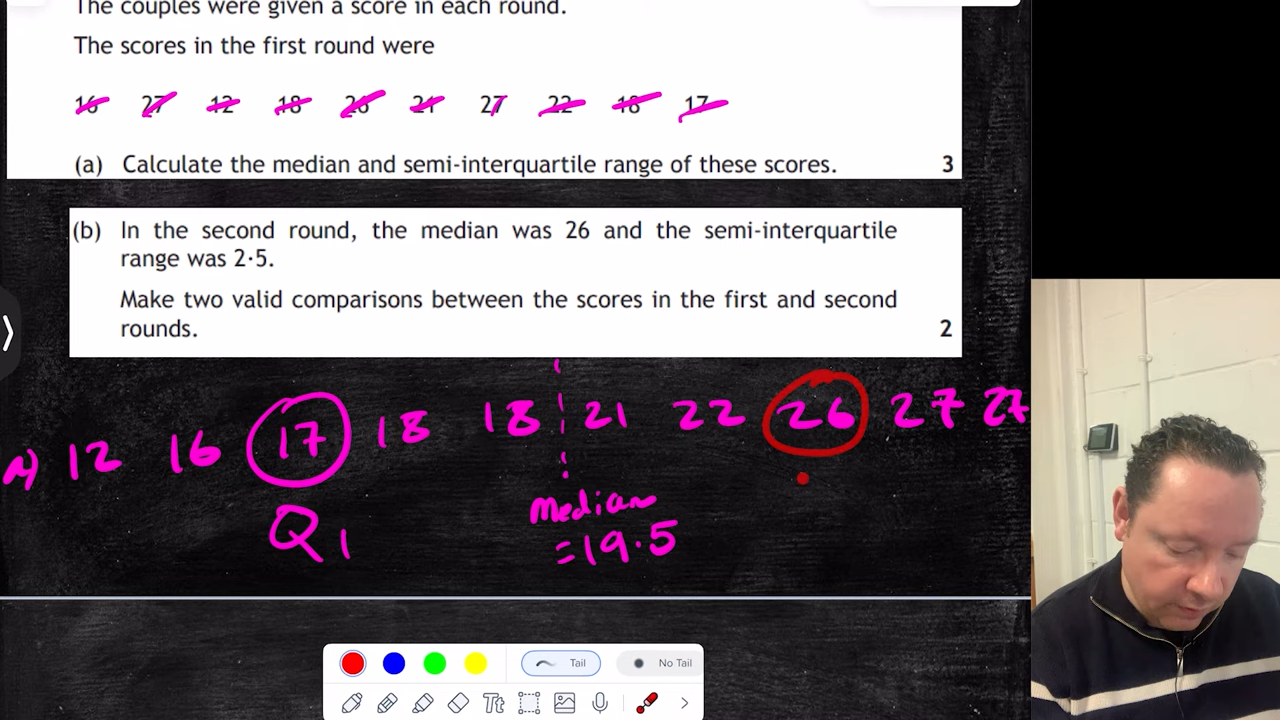 The couples were given a score in each round.
The scores in the first round were
16 27 12 18 26 21 27 22 18 17
(a) Calculate the median and semi-interquartile range of these scores. 3
(b) In the second round, the median was 26 and the semi-interquartile
range was 2·5.
Make two valid comparisons between the scores in the first and second
rounds. 2
a) 12 16 17 18 18 21 22 26 27 27
Q1
Median
=19.5
Tail
No Tail
Tt